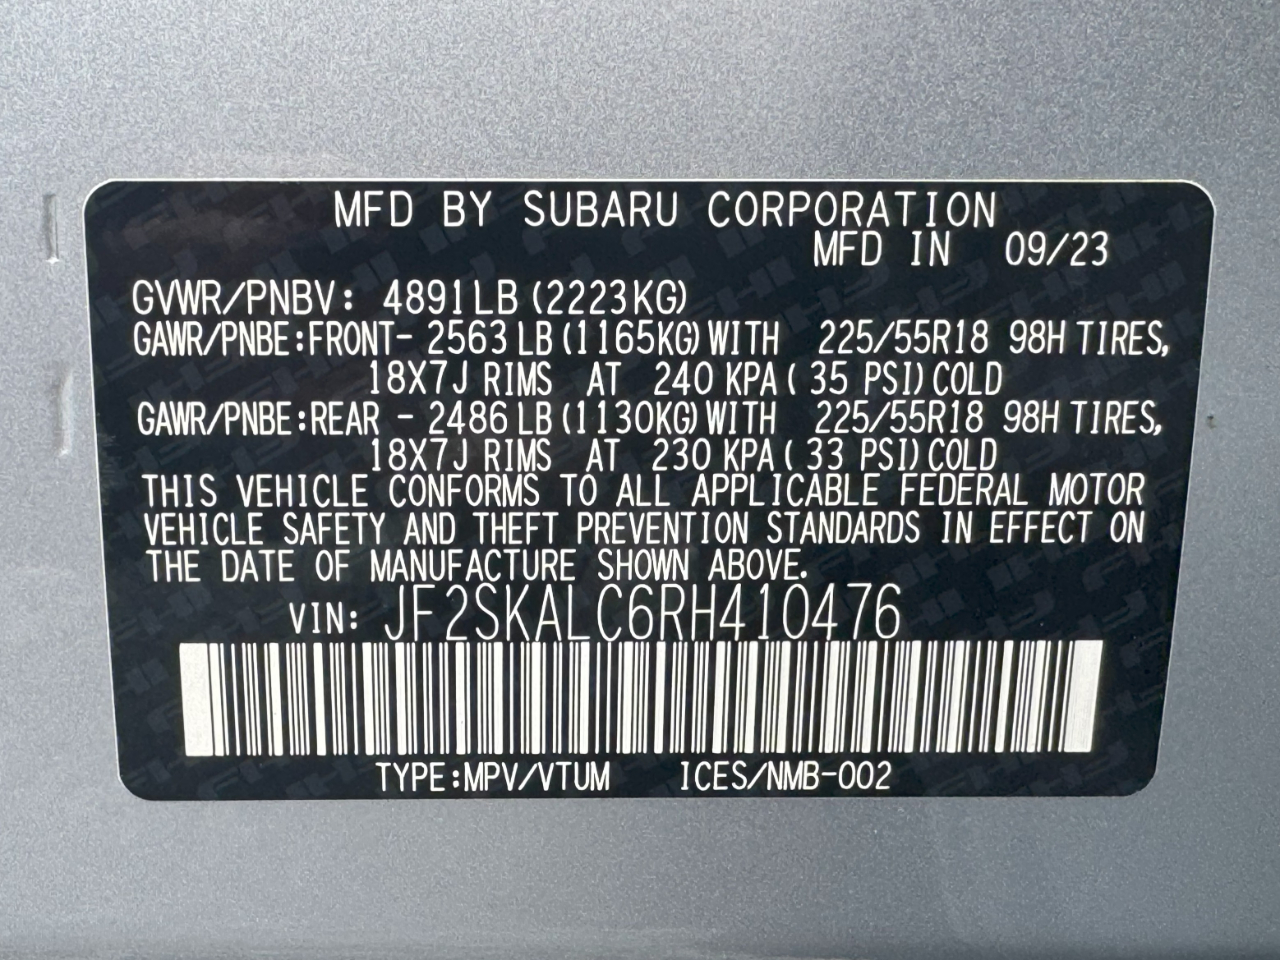 MFD BY SUBARU CORPORATION
MFD IN 09/23
GVWR/PNBV: 4891LB (2223KG)
GAWR/PNBE:FRONT- 2563 LB (1165KG) WITH 225/55R18 98H TIRES,
18X7J RIMS AT 240 KPA ( 35 PSI) COLD
GAWR/PNBE:REAR - 2486 LB (1130KG) WITH 225/55R18 98H TIRES,
18X7J RIMS AT 230 KPA ( 33 PSI) COLD
THIS VEHICLE CONFORMS TO ALL APPLICABLE FEDERAL MOTOR
VEHICLE SAFETY AND THEFT PREVENTION STANDARDS IN EFFECT ON
THE DATE OF MANUFACTURE SHOWN ABOVE.
VIN: JF2SKALC6RH410476
TYPE:MPV/VTUM ICES/NMB-002